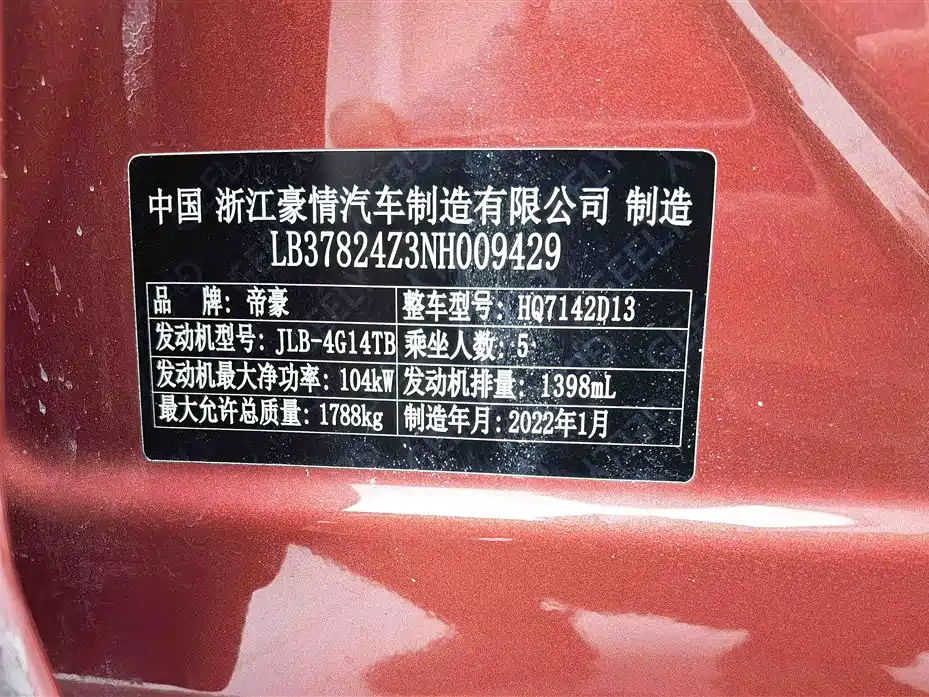 中国 浙江豪情汽车制造有限公司 制造
LB37824Z3NH009429
品 牌: 帝豪 整车型号: HQ7142D13
发动机型号: JLB-4G14TB 乘坐人数: 5
发动机最大净功率: 104kW 发动机排量: 1398mL
最大允许总质量: 1788kg 制造年月: 2022年1月